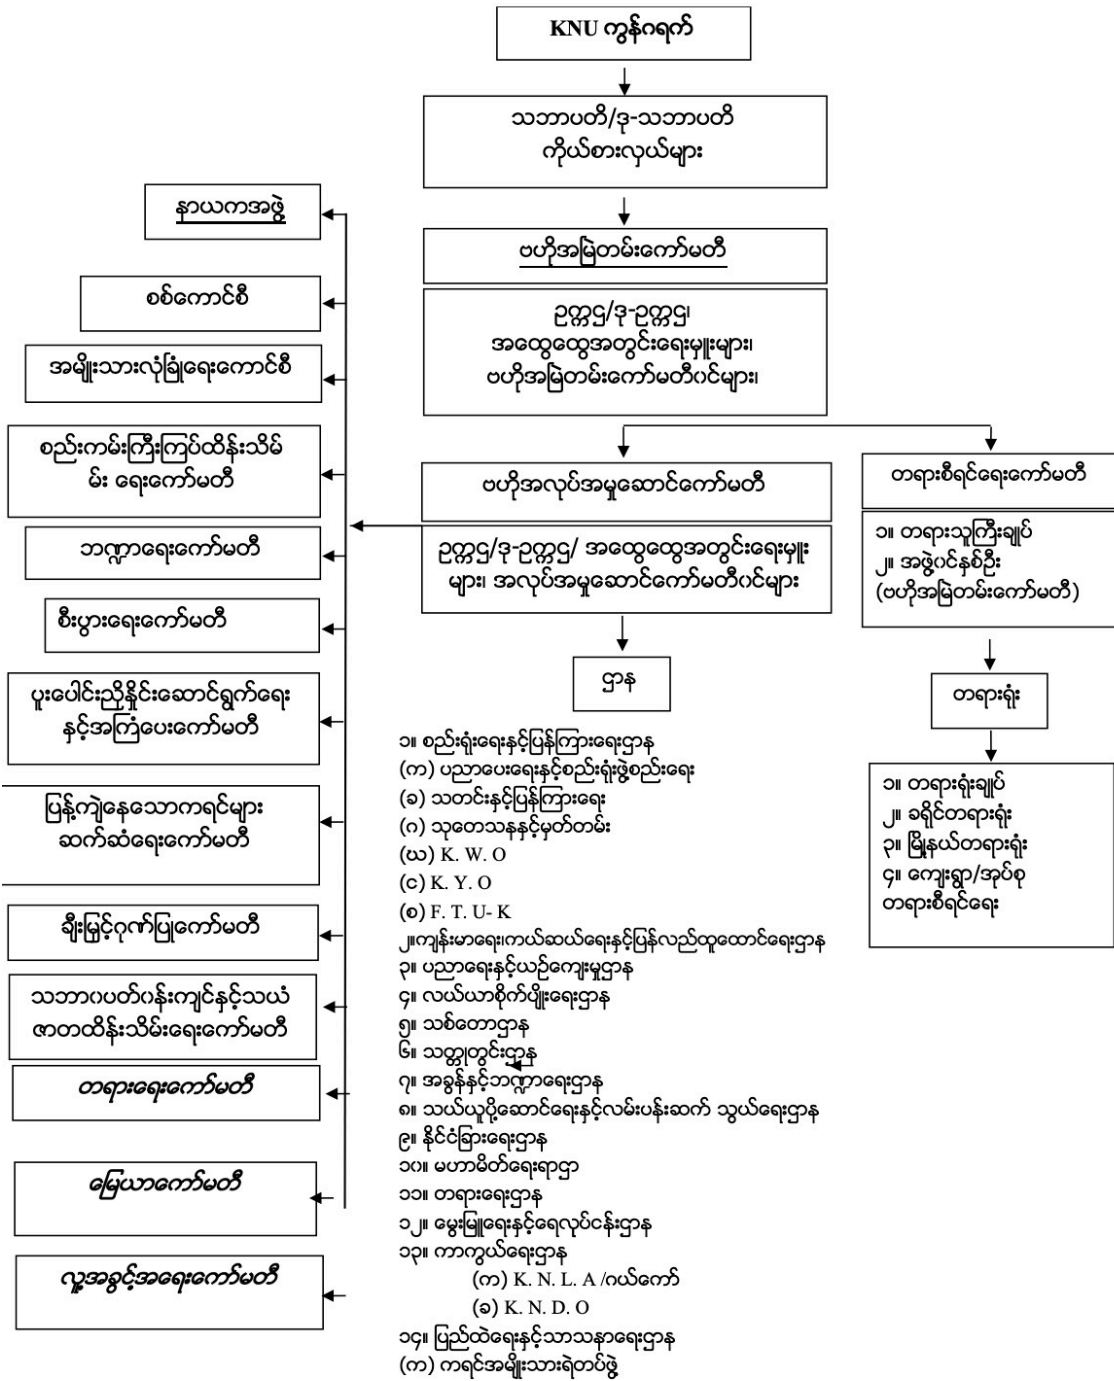 KNU ကွန်ဂရက်
သဘာပတိ/ဒု-သဘာပတိ
ကိုယ်စားလှယ်များ
ဗဟိုအမြဲတမ်းကော်မတီ
ဥက္ကဌ/ဒု-ဥက္ကဌ၊
အထွေထွေအတွင်းရေးမှူးများ၊
ဗဟိုအမြဲတမ်းကော်မတီဝင်များ၊
နာယကအဖွဲ့
စစ်ကောင်စီ
အမျိုးသားလုံခြုံရေးကောင်စီ
စည်းကမ်းကြီးကြပ်ထိန်းသိမ်
မ်း ရေးကော်မတီ
ဘဏ္ဍာရေးကော်မတီ
စီးပွားရေးကော်မတီ
ပူးပေါင်းညှိနှိုင်းဆောင်ရွက်ရေး
နှင့်အကြံပေးကော်မတီ
ပြန့်ကျဲနေသောကရင်များ
ဆက်ဆံရေးကော်မတီ
ချီးမြှင့်ဂုဏ်ပြုကော်မတီ
သဘာဝပတ်ဝန်းကျင်နှင့်သယံ
ဇာတထိန်းသိမ်းရေးကော်မတီ
တရားရေးကော်မတီ
မြေယာကော်မတီ
လူ့အခွင့်အရေးကော်မတီ
ဗဟိုအလုပ်အမှုဆောင်ကော်မတီ
ဥက္ကဌ/ဒု-ဥက္ကဌ/ အထွေထွေအတွင်းရေးမှူး
များ၊ အလုပ်အမှုဆောင်ကော်မတီဝင်များ
ဌာန
၁။ စည်းရုံးရေးနှင့်ပြန်ကြားရေးဌာန
(က) ပညာပေးရေးနှင့်စည်းရုံးဖွဲ့စည်းရေး
(ခ) သတင်းနှင့်ပြန်ကြားရေး
(ဂ) သုတေသနနှင့်မှတ်တမ်း
(ဃ) K. W. O
(င) K. Y. O
(စ) F. T. U- K
၂။ကျန်းမာရေး၊ကယ်ဆယ်ရေးနှင့်ပြန်လည်ထူထောင်ရေးဌာန
၃။ ပညာရေးနှင့်ယဉ်ကျေးမှုဌာန
၄။ လယ်ယာစိုက်ပျိုးရေးဌာန
၅။ သစ်တောဌာန
၆။ သတ္တုတွင်းဌာန
၇။ အခွန်နှင့်ဘဏ္ဍာရေးဌာန
၈။ သယ်ယူပို့ဆောင်ရေးနှင့်လမ်းပန်းဆက် သွယ်ရေးဌာန
၉။ နိုင်ငံခြားရေးဌာန
၁၀။ မဟာမိတ်ရေးရာဌာ
၁၁။ တရားရေးဌာန
၁၂။ မွေးမြူရေးနှင့်ရေလုပ်ငန်းဌာန
၁၃။ ကာကွယ်ရေးဌာန
(က) K. N. L. A /ဂယ်ကော်
(ခ) K. N. D. O
၁၄။ ပြည်ထဲရေးနှင့်သာသနာရေးဌာန
(က) ကရင်အမျိုးသားရဲတပ်ဖွဲ့
တရားစီရင်ရေးကော်မတီ
၁။ တရားသူကြီးချုပ်
၂။ အဖွဲ့ဝင်နှစ်ဦး
(ဗဟိုအမြဲတမ်းကော်မတီ)
တရားရုံး
၁။ တရားရုံးချုပ်
၂။ ခရိုင်တရားရုံး
၃။ မြို့နယ်တရားရုံး
၄။ ကျေးရွာ/အုပ်စု
တရားစီရင်ရေး